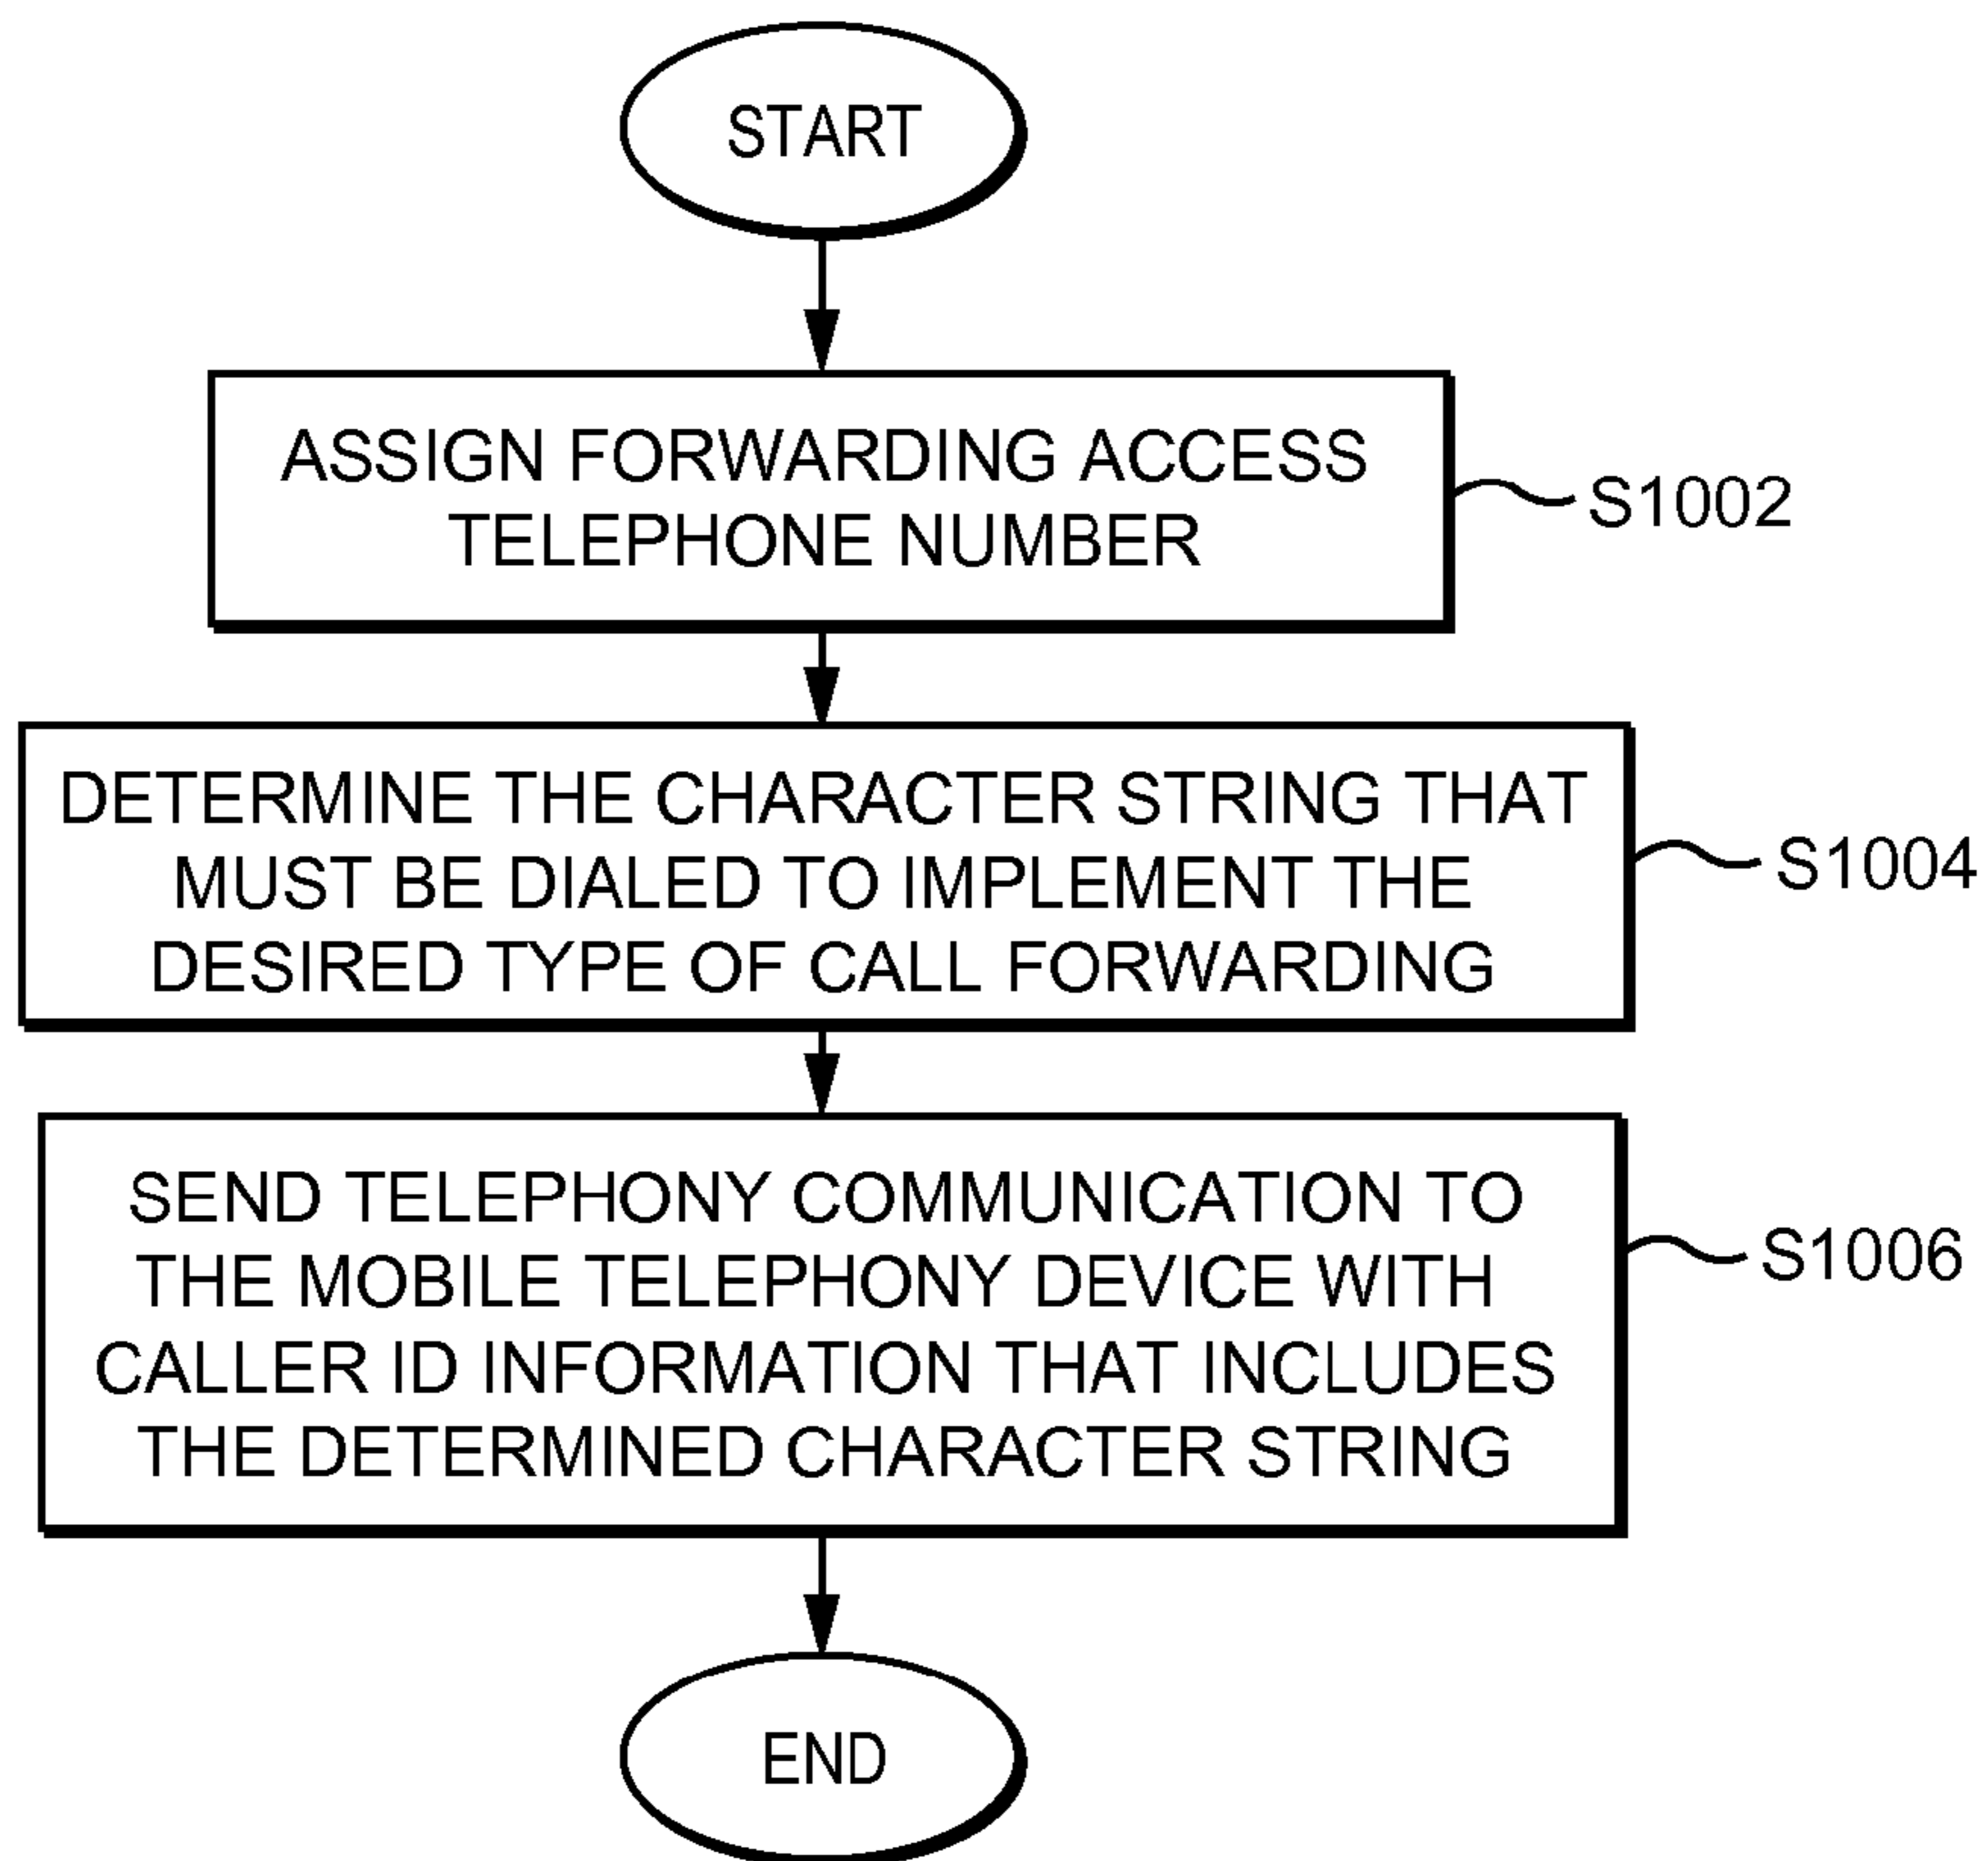 START
ASSIGN FORWARDING ACCESS
TELEPHONE NUMBER
S1002
DETERMINE THE CHARACTER STRING THAT
MUST BE DIALED TO IMPLEMENT THE
DESIRED TYPE OF CALL FORWARDING
S1004
SEND TELEPHONY COMMUNICATION TO
THE MOBILE TELEPHONY DEVICE WITH
CALLER ID INFORMATION THAT INCLUDES
THE DETERMINED CHARACTER STRING
S1006
END